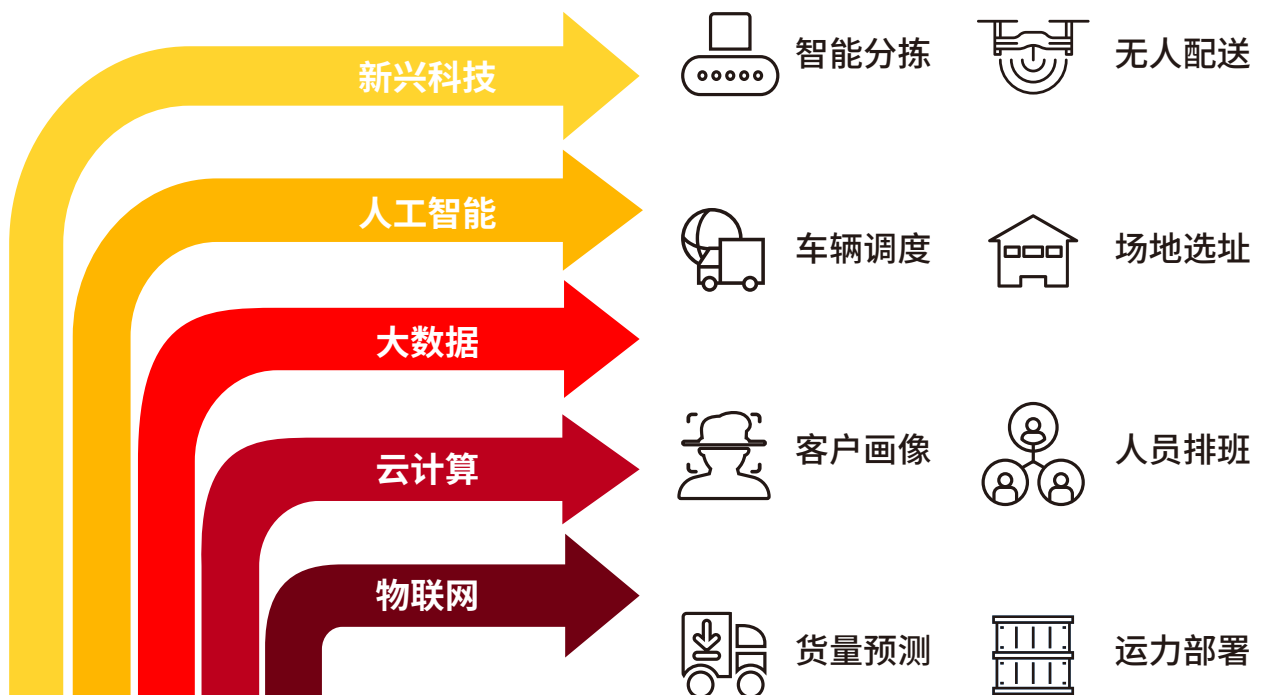 新兴科技
人工智能
大数据
云计算
物联网
智能分拣
无人配送
车辆调度
场地选址
客户画像
人员排班
货量预测
运力部署